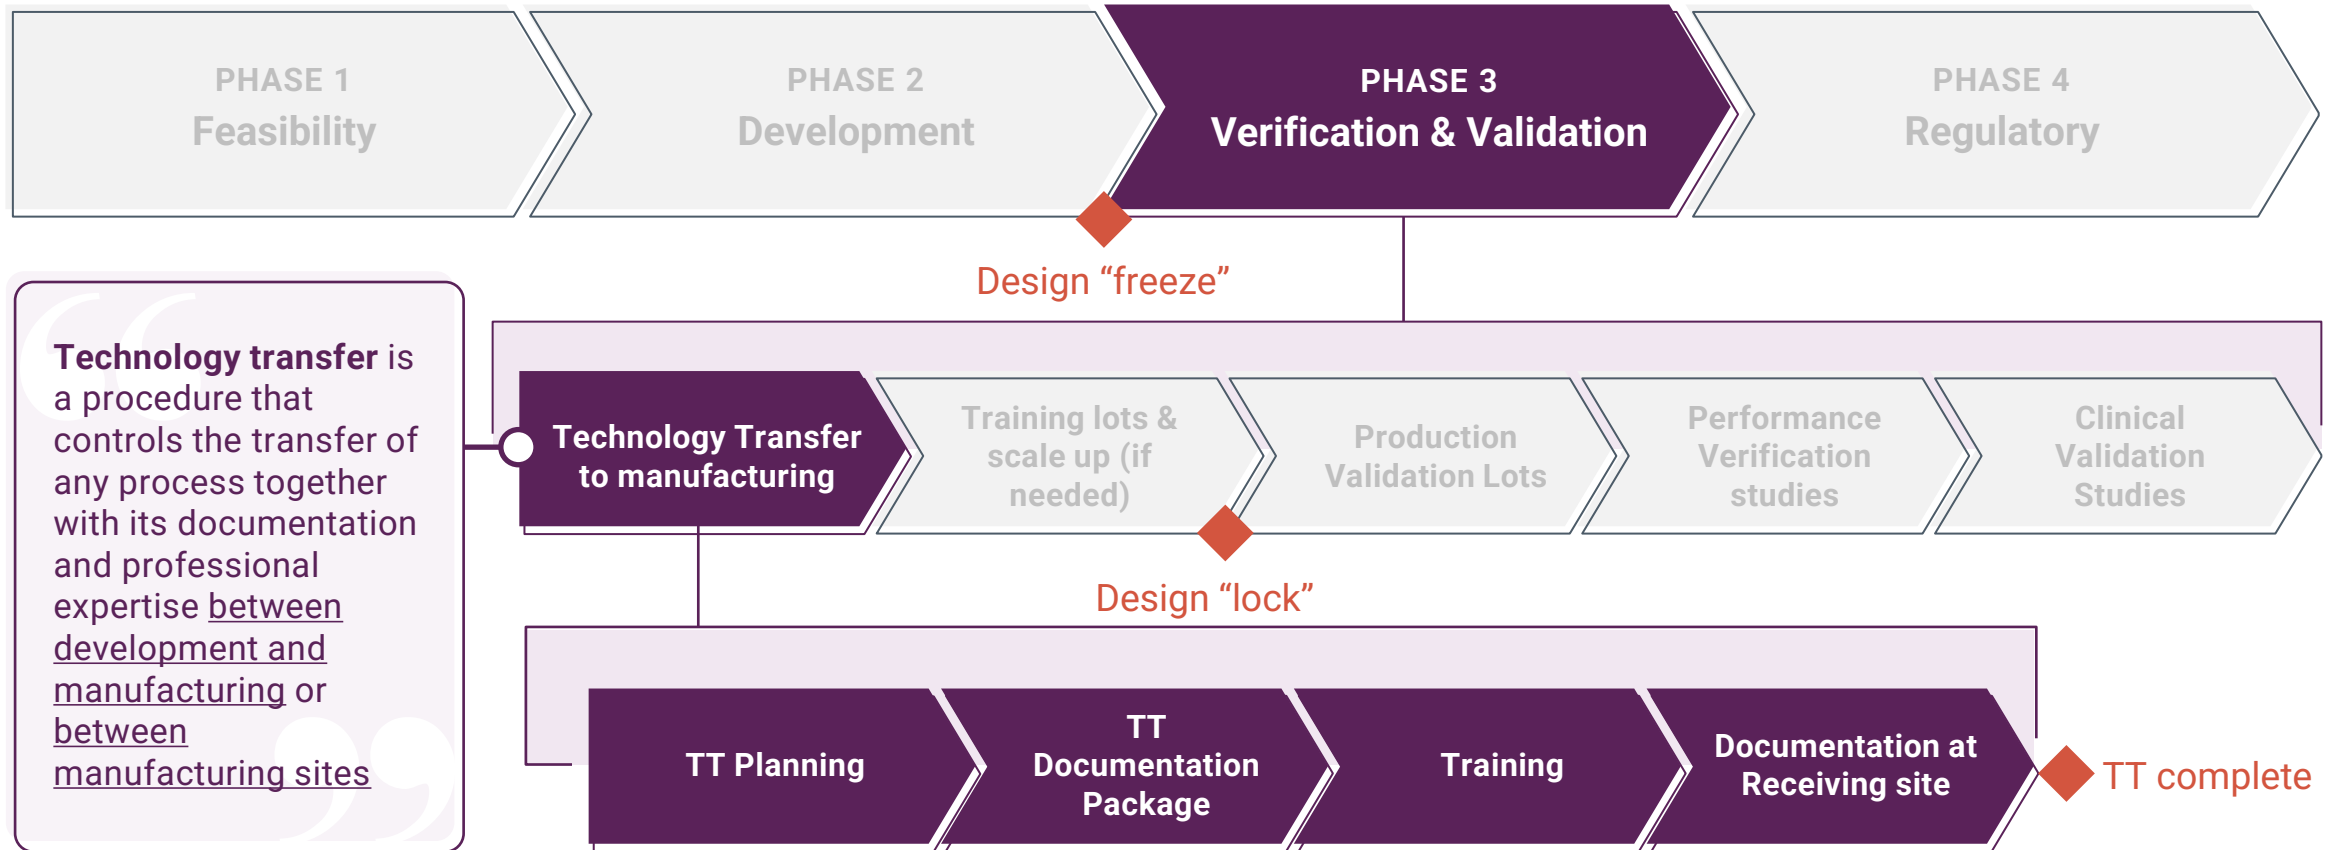 PHASE 1
Feasibility
PHASE 2
Development
PHASE 3
Verification & Validation
PHASE 4
Regulatory
Design “freeze”
Technology transfer is
a procedure that
controls the transfer of
any process together
with its documentation
and professional
expertise between
development and
manufacturing or
between
manufacturing sites
Technology Transfer
to manufacturing
Training lots &
scale up (if
needed)
Production
Validation Lots
Performance
Verification
studies
Clinical
Validation
Studies
Design “lock”
TT Planning
TT
Documentation
Package
Training
Documentation at
Receiving site
TT complete